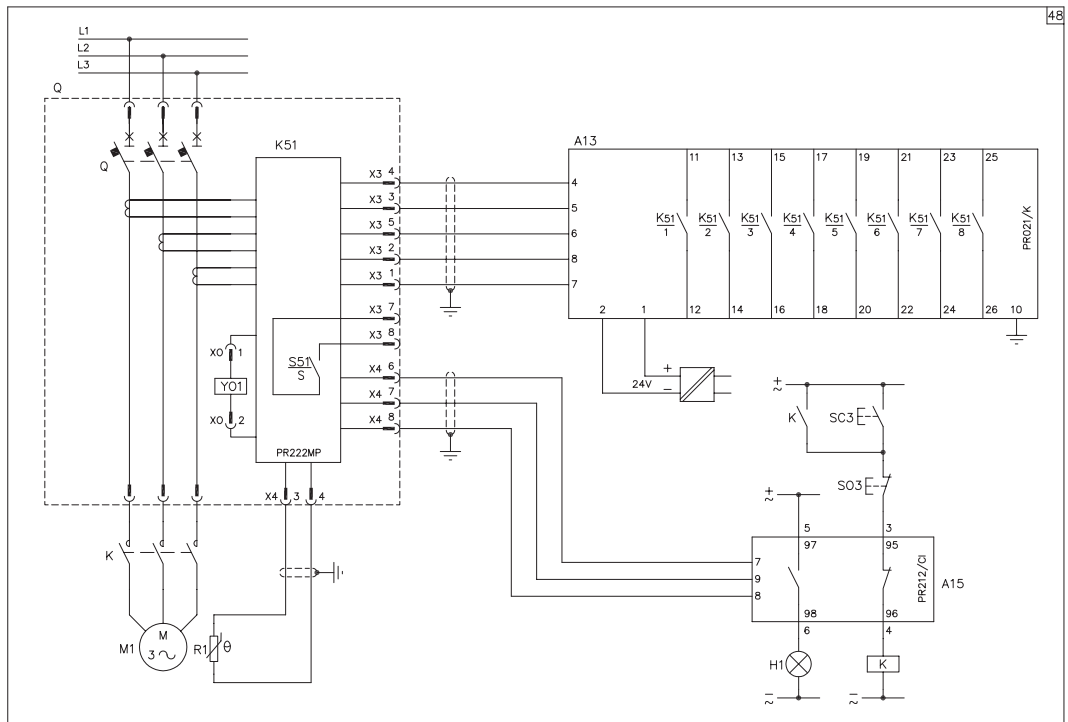 48
L1
L2
L3
Q
Q
K51
A13
X3 4
X3 3
X3 5
X3 2
X3 1
X3 7
X3 8
X4 6
X4 7
X4 8
4
5
6
8
7
11 13 15 17 19 21 23 25
K51/1 K51/2 K51/3 K51/4 K51/5 K51/6 K51/7 K51/8
PR021/K
2 1 12 14 16 18 20 22 24 26 10
S51/S
X0 1
Y01
X0 2
PR222MP
+
24V −
X4 3 4
K
SC3
SO3
5 3
97 95
7
9
8
PR212/CI
A15
98 96
6 4
K
M1
M
3 ~
R1 θ
H1
K